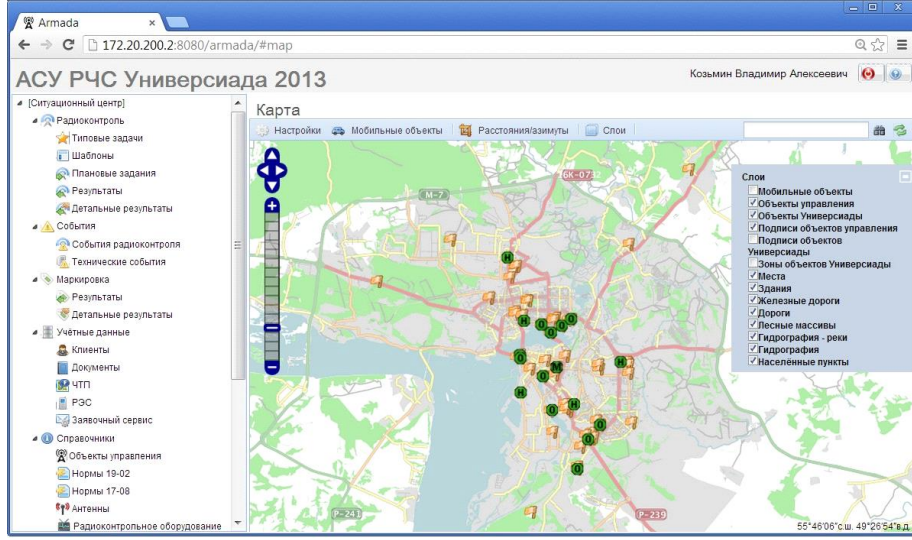 Armada
172.20.200.2:8080/armada/#map
АСУ РЧС Универсиада 2013
Козьмин Владимир Алексеевич
[Ситуационный центр]
Радиоконтроль
Типовые задачи
Шаблоны
Плановые задания
Результаты
Детальные результаты
События
События радиоконтроля
Технические события
Маркировка
Результаты
Детальные результаты
Учётные данные
Клиенты
Документы
ЧТП
РЭС
Заявочный сервис
Справочники
Объекты управления
Нормы 19-02
Нормы 17-08
Антенны
Радиоконтрольное оборудование
Карта
Настройки Мобильные объекты Расстояния/азимуты Слои
Слои
Мобильные объекты
Объекты управления
Объекты Универсиады
Подписи объектов управления
Подписи объектов
Универсиады
Зоны объектов Универсиады
Места
Здания
Железные дороги
Дороги
Лесные массивы
Гидрография - реки
Гидрография
Населённые пункты
6К-0732
М-7
Н
Н О О О
О
О
М Н
О
Н
О Н
О
О
О
Р-241
Р-239
55°46'06"с.ш. 49°26'54"в.д.